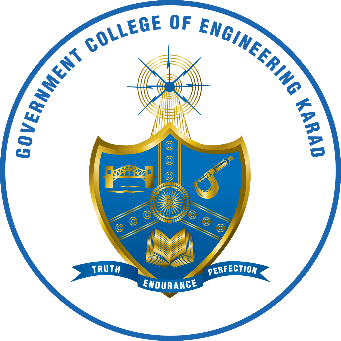 GOVERNMENT COLLEGE OF ENGINEERING KARAD
TRUTH ENDURANCE PERFECTION